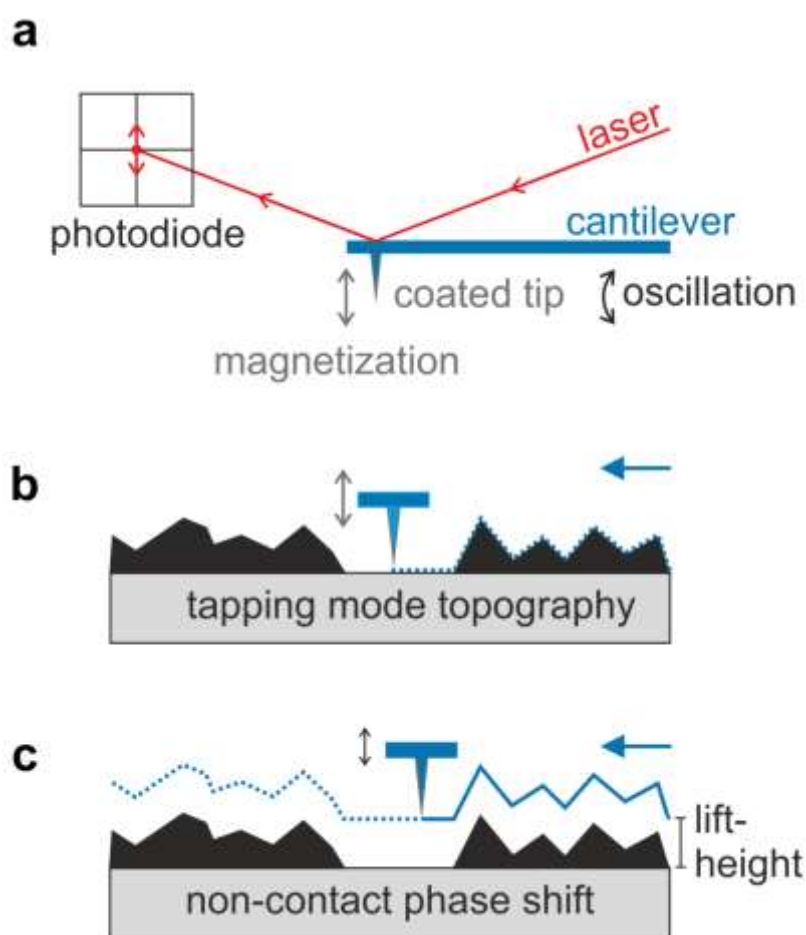 a
laser
photodiode
cantilever
coated tip
oscillation
magnetization
b
tapping mode topography
c
lift-
height
non-contact phase shift